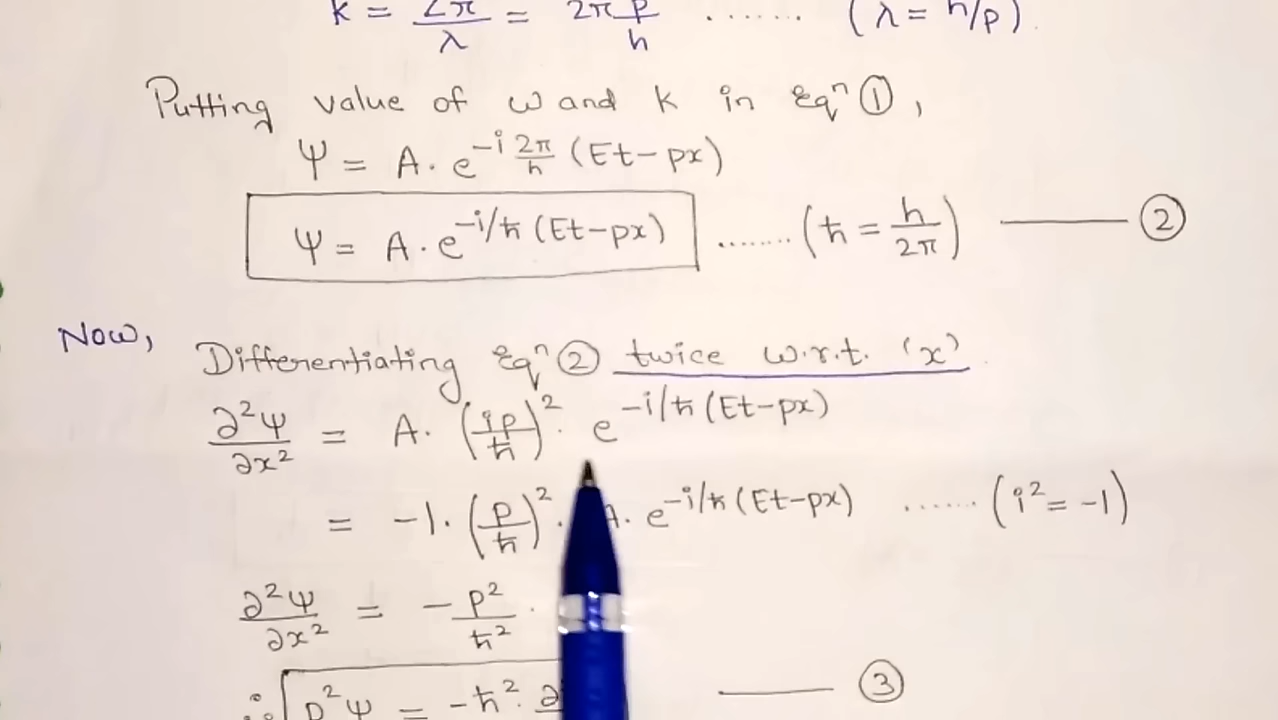 K = 2π/λ = 2π p/h ....... (λ = h/p)
Putting value of ω and K in Eqⁿ ①,
Ψ = A. e^{-i 2π/h (Et-px)}
Ψ = A. e^{-i/ħ (Et-px)} ........ (ħ = h/2π) —— ②
Now, Differentiating Eqⁿ ② twice w.r.t. 'x'
∂²Ψ/∂x² = A. (ip/ħ)². e^{-i/ħ (Et-px)}
= -1. (p/ħ)². A. e^{-i/ħ (Et-px)} ...... (i² = -1)
∂²Ψ/∂x² = - p²/ħ² .
∴ p²Ψ = -ħ². —— ③